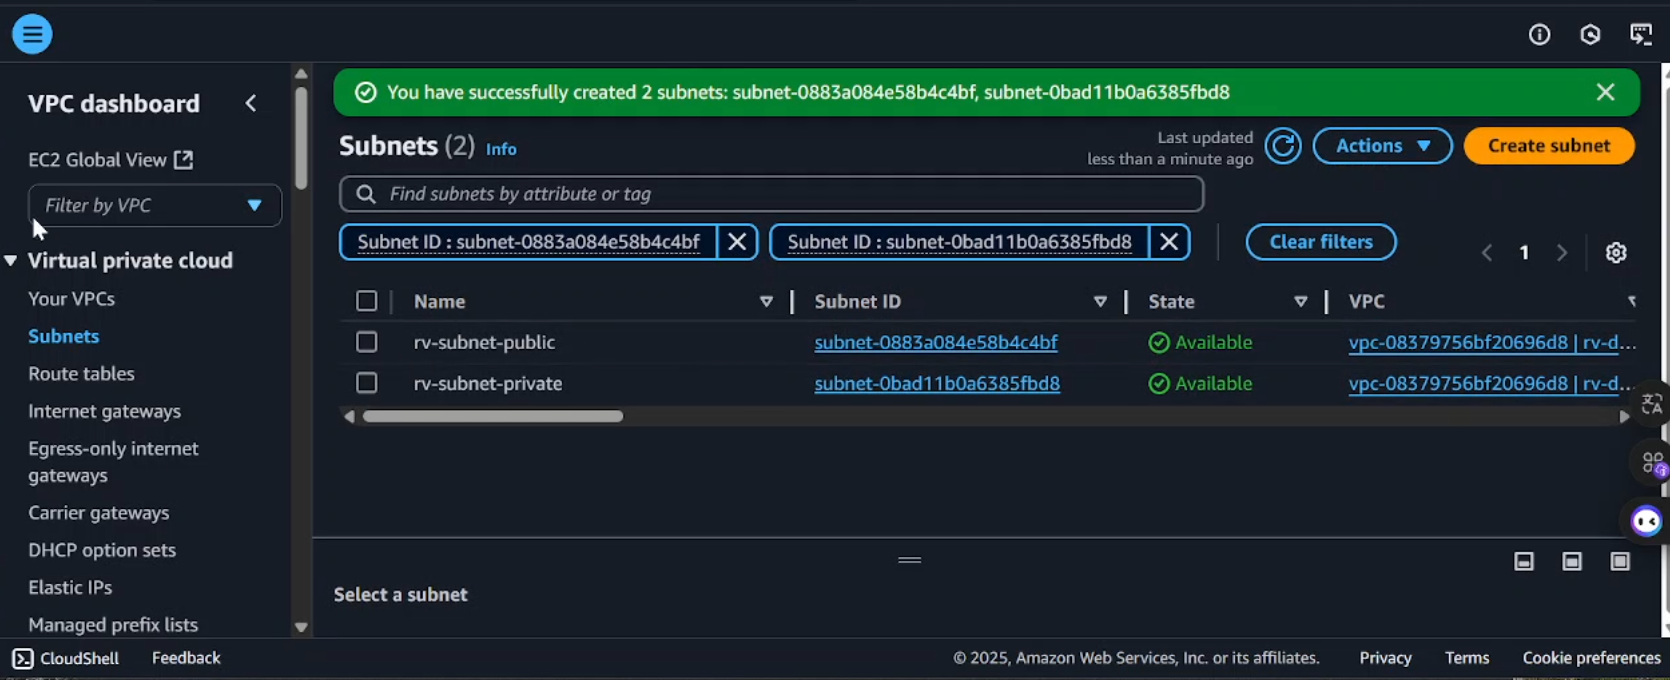 VPC dashboard
EC2 Global View
Filter by VPC
Virtual private cloud
Your VPCs
Subnets
Route tables
Internet gateways
Egress-only internet
gateways
Carrier gateways
DHCP option sets
Elastic IPs
Managed prefix lists
You have successfully created 2 subnets: subnet-0883a084e58b4c4bf, subnet-0bad11b0a6385fbd8
Subnets (2) Info
Last updated
less than a minute ago
Actions
Create subnet
Find subnets by attribute or tag
Subnet ID : subnet-0883a084e58b4c4bf
Subnet ID : subnet-0bad11b0a6385fbd8
Clear filters
1
Name Subnet ID State VPC
rv-subnet-public subnet-0883a084e58b4c4bf Available vpc-08379756bf20696d8 | rv-d...
rv-subnet-private subnet-0bad11b0a6385fbd8 Available vpc-08379756bf20696d8 | rv-d...
Select a subnet
CloudShell Feedback © 2025, Amazon Web Services, Inc. or its affiliates. Privacy Terms Cookie preferences